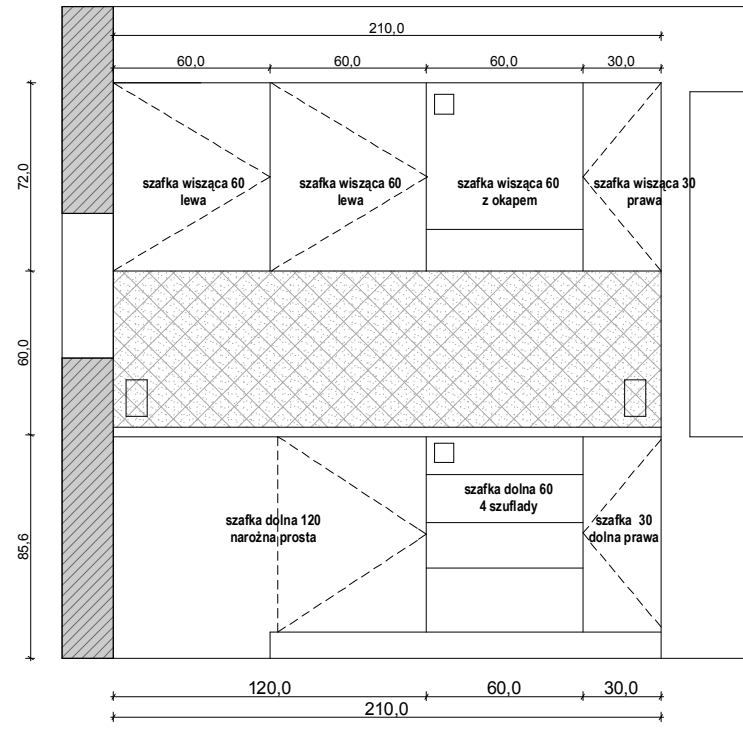 210,0
60,0
60,0
60,0
30,0
72,0
szafka wisząca 60
lewa
szafka wisząca 60
lewa
szafka wisząca 60
z okapem
szafka wisząca 30
prawa
60,0
85,6
szafka dolna 120
narożna prosta
szafka dolna 60
4 szuflady
szafka  30
dolna prawa
120,0
60,0
30,0
210,0